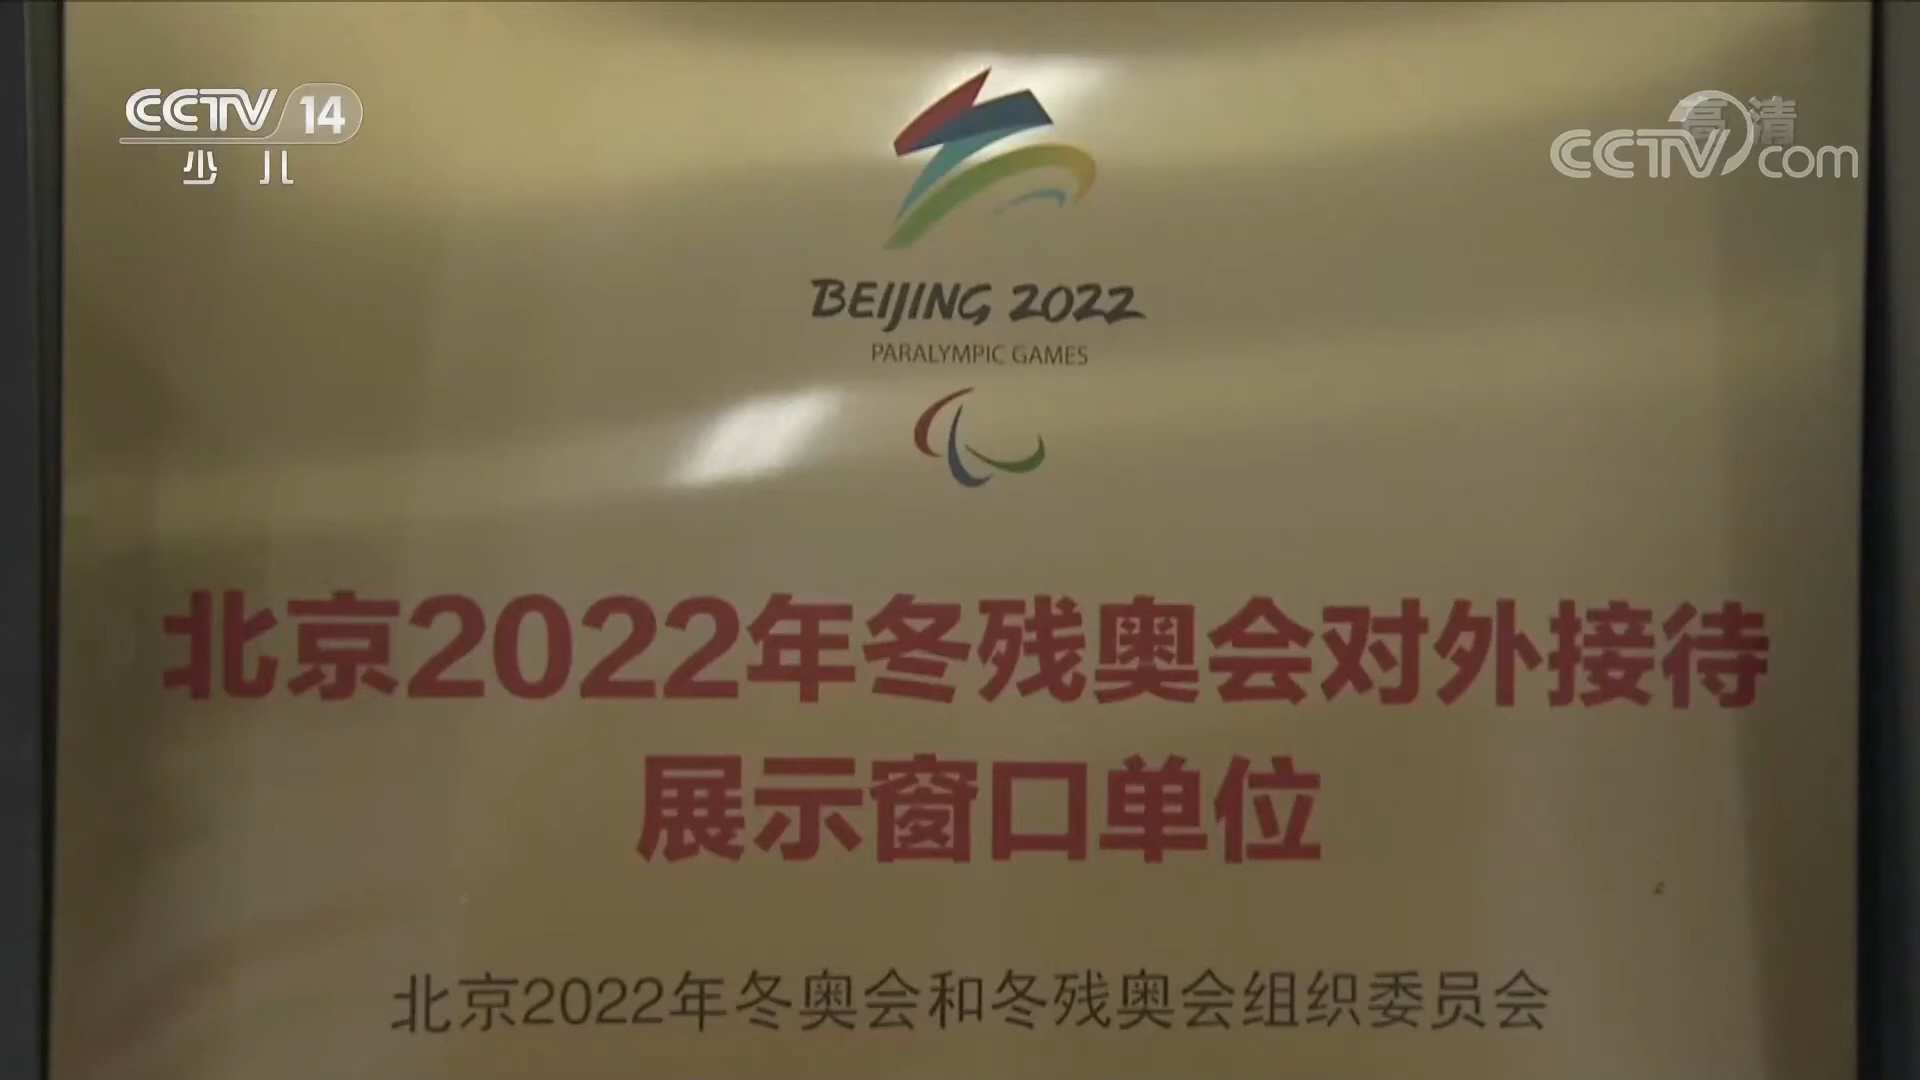 CCTV 14
少儿
高清
CCTV com
BEIJING 2022
PARALYMPIC GAMES
北京2022年冬残奥会对外接待
展示窗口单位
北京2022年冬奥会和冬残奥会组织委员会